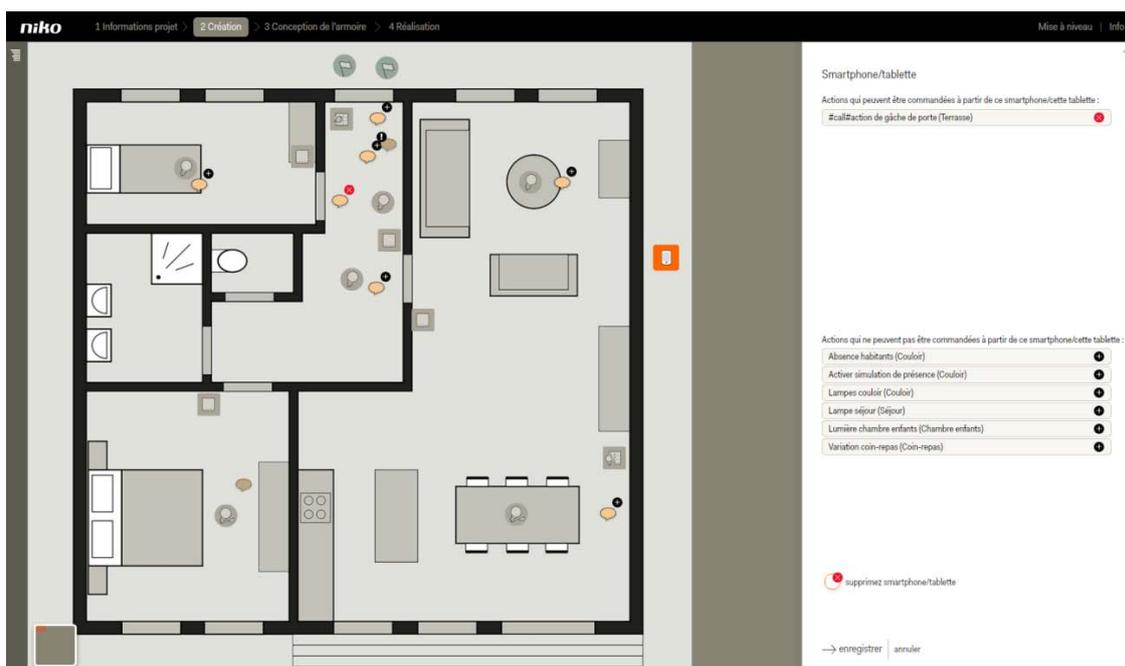 niko
1 Informations projet > 2 Création > 3 Conception de l'armoire > 4 Réalisation
Mise à niveau | Info
Smartphone/tablette
Actions qui peuvent être commandées à partir de ce smartphone/cette tablette :
#call#action de gâche de porte (Terrasse)
Actions qui ne peuvent pas être commandées à partir de ce smartphone/cette tablette :
Absence habitants (Couloir)
Activer simulation de présence (Couloir)
Lampes couloir (Couloir)
Lampe séjour (Séjour)
Lumière chambre enfants (Chambre enfants)
Variation coin-repas (Coin-repas)
supprimez smartphone/tablette
→ enregistrer | annuler